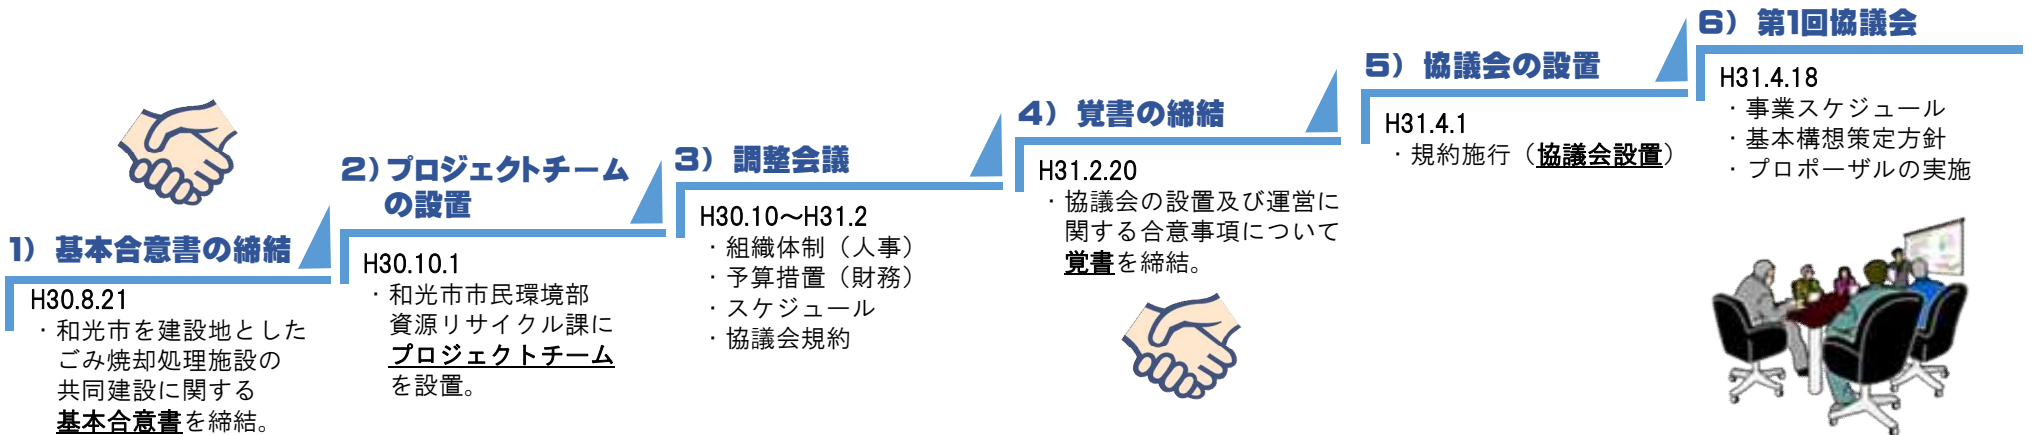 1）基本合意書の締結
H30.8.21
・和光市を建設地とした
ごみ焼却処理施設の
共同建設に関する
基本合意書を締結。
2）プロジェクトチーム
の設置
H30.10.1
・和光市市民環境部
資源リサイクル課に
プロジェクトチーム
を設置。
3）調整会議
H30.10～H31.2
・組織体制（人事）
・予算措置（財務）
・スケジュール
・協議会規約
4）覚書の締結
H31.2.20
・協議会の設置及び運営に
関する合意事項について
覚書を締結。
5）協議会の設置
H31.4.1
・規約施行（協議会設置）
6）第1回協議会
H31.4.18
・事業スケジュール
・基本構想策定方針
・プロポーザルの実施